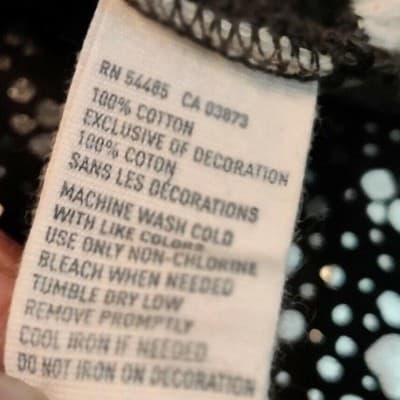 RN 54485 CA 03873
100% COTTON
EXCLUSIVE OF DECORATION
100% COTON
SANS LES DÉCORATIONS
MACHINE WASH COLD
WITH LIKE COLORS
USE ONLY NON-CHLORINE
BLEACH WHEN NEEDED
TUMBLE DRY LOW
REMOVE PROMPTLY
COOL IRON IF NEEDED
DO NOT IRON ON DECORATION